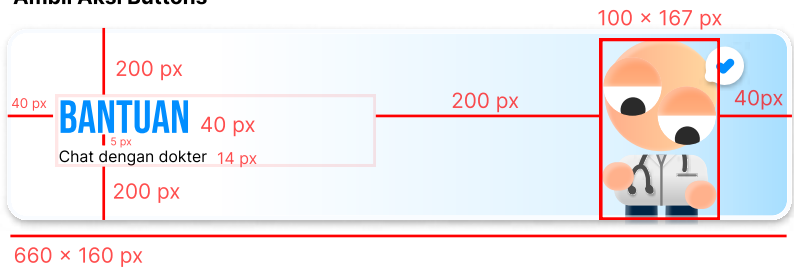 Ambil Aksi Buttons
100 × 167 px
200 px
40 px
BANTUAN
40 px
200 px
40px
5 px
Chat dengan dokter
14 px
200 px
660 × 160 px